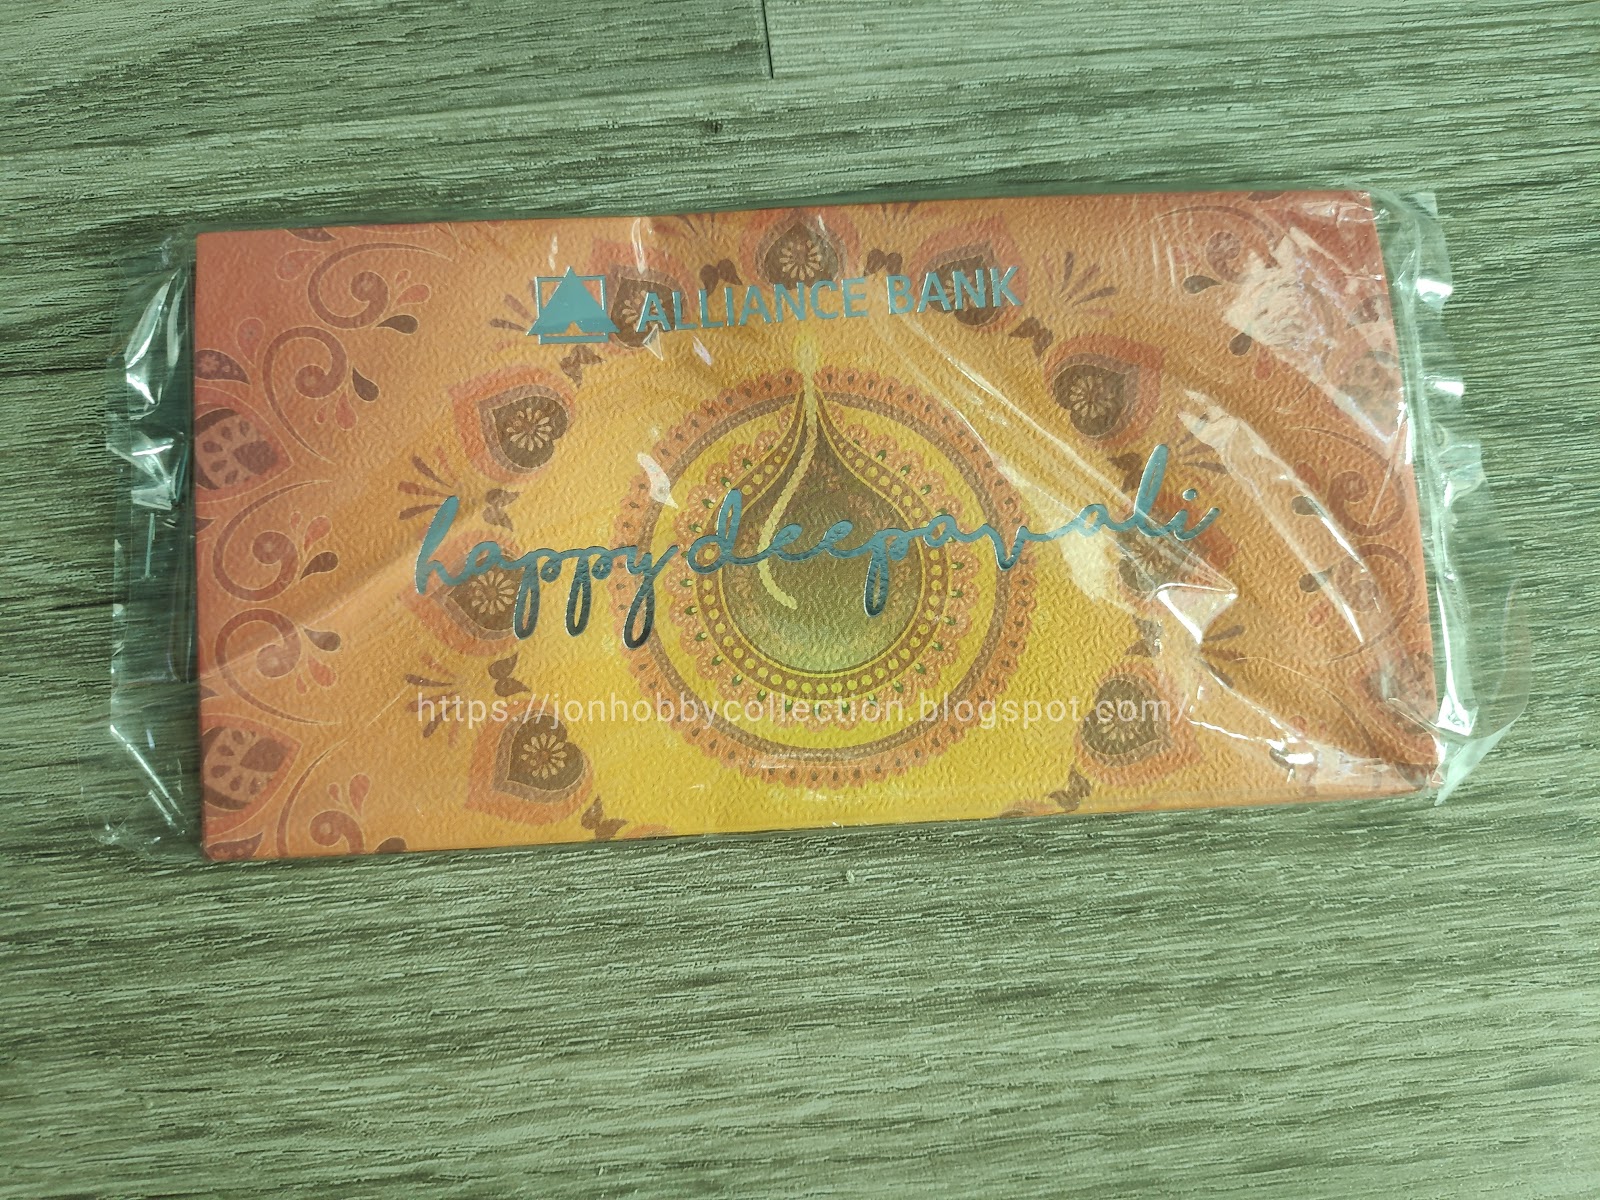 ALLIANCE BANK
happy deepavali
https://jonhobbycollection.blogspot.com/